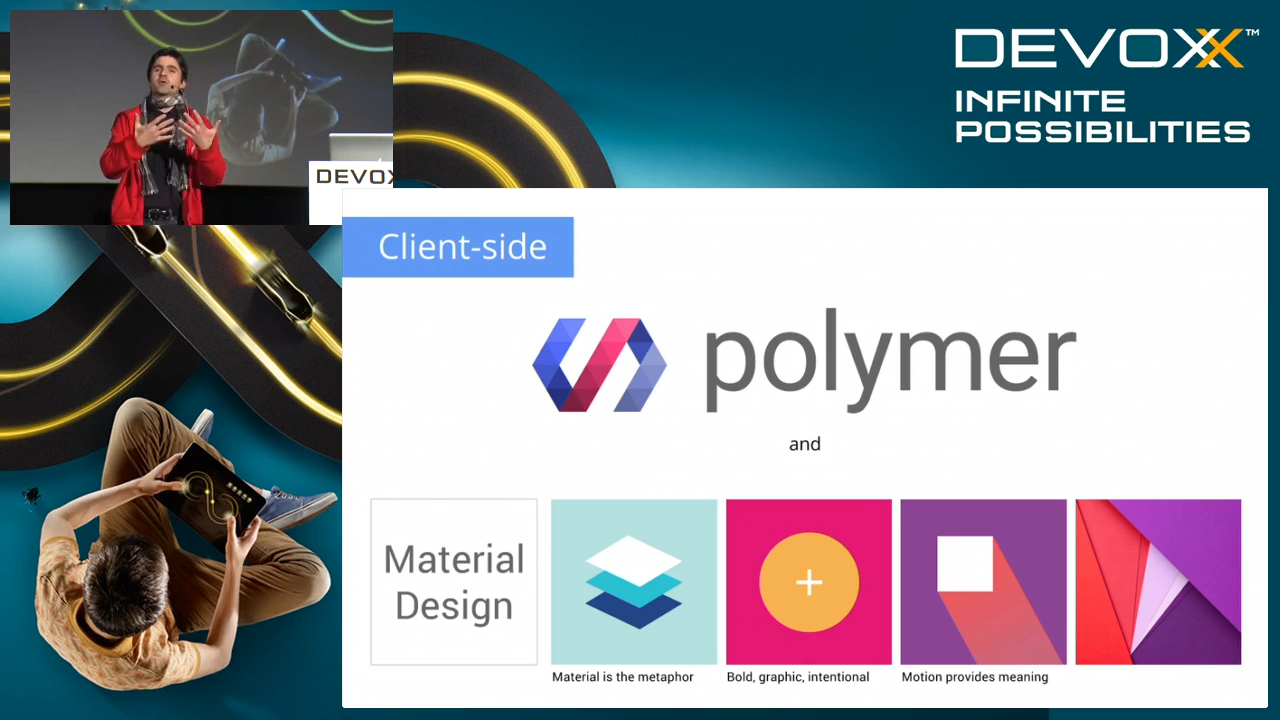 DEVOXX™
INFINITE
POSSIBILITIES
DEVOX
Client-side
polymer
and
Material
Design
Material is the metaphor
Bold, graphic, intentional
Motion provides meaning